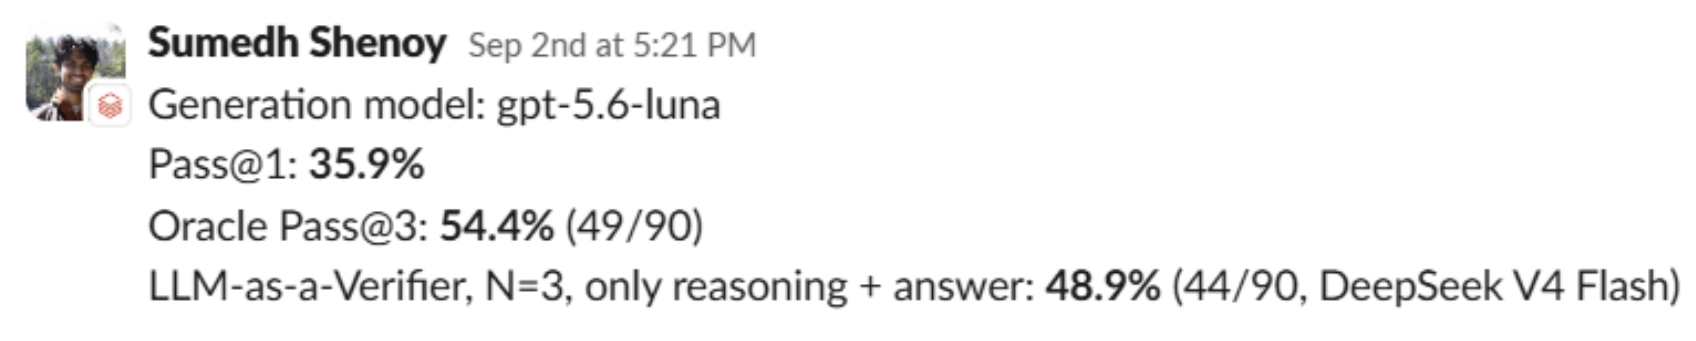 Sumedh Shenoy Sep 2nd at 5:21 PM
Generation model: gpt-5.6-luna
Pass@1: 35.9%
Oracle Pass@3: 54.4% (49/90)
LLM-as-a-Verifier, N=3, only reasoning + answer: 48.9% (44/90, DeepSeek V4 Flash)